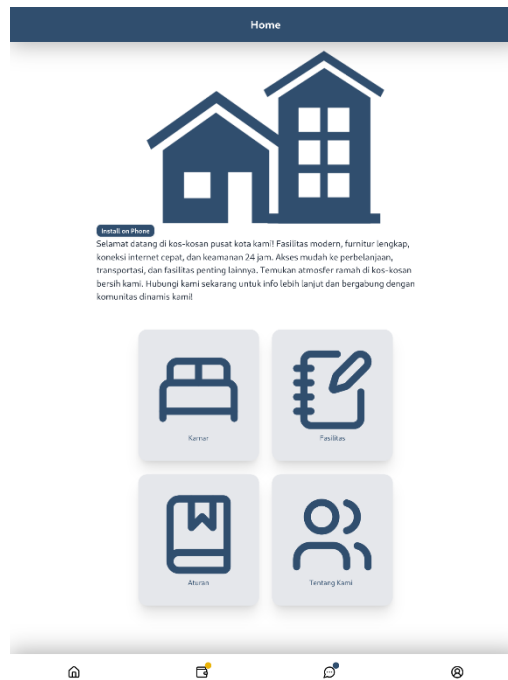 Home
Install on Phone
Selamat datang di kos-kosan pusat kota kami! Fasilitas modern, furnitur lengkap,
koneksi internet cepat, dan keamanan 24 jam. Akses mudah ke perbelanjaan,
transportasi, dan fasilitas penting lainnya. Temukan atmosfer ramah di kos-kosan
bersih kami. Hubungi kami sekarang untuk info lebih lanjut dan bergabung dengan
komunitas dinamis kami!
Kamar
Fasilitas
Aturan
Tentang Kami